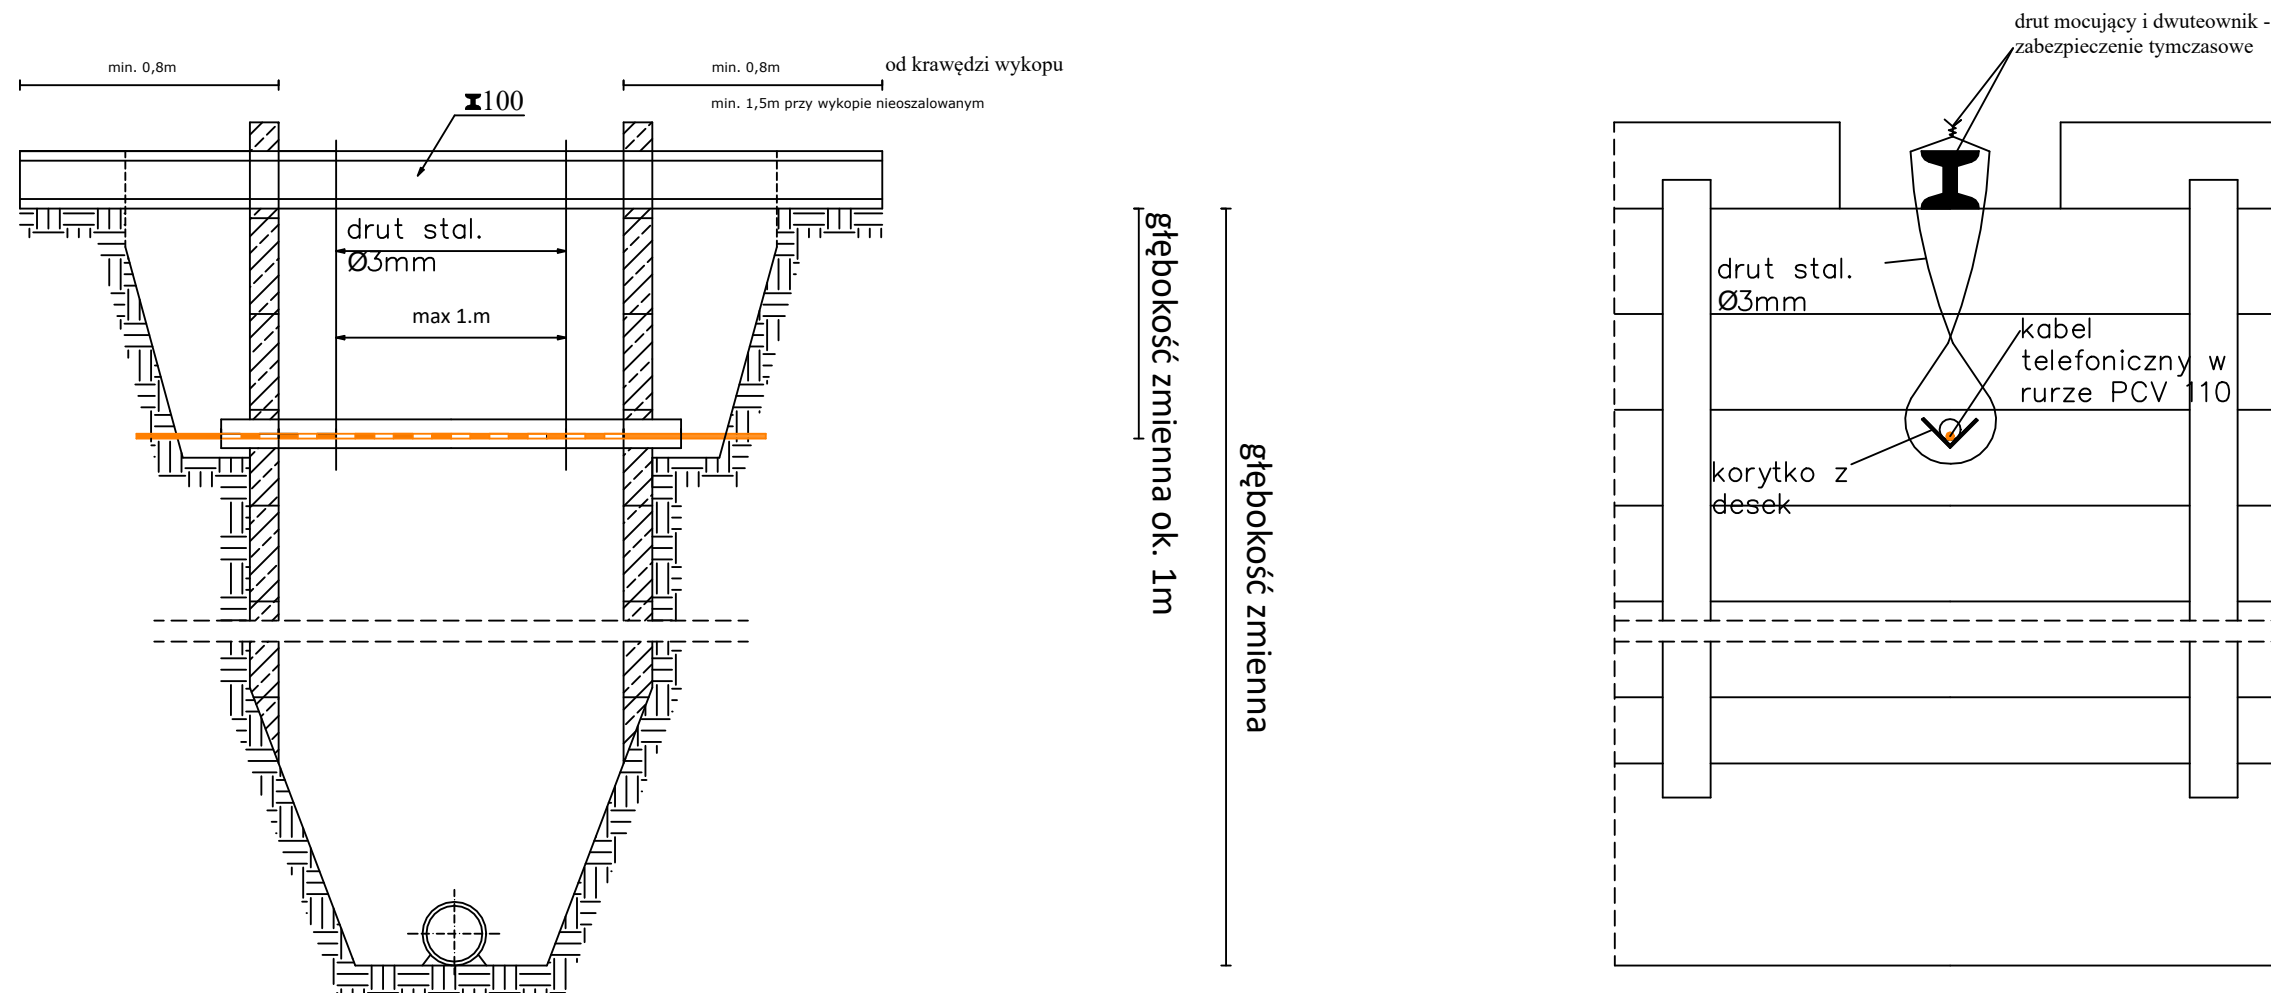 min. 0,8m
min. 0,8m
od krawędzi wykopu
min. 1,5m przy wykopie nieoszalowanym
100
drut stal.
Ø3mm
max 1.m
głębokość zmienna ok. 1m
głębokość zmienna
drut mocujący i dwuteownik -
zabezpieczenie tymczasowe
drut stal.
Ø3mm
kabel
telefoniczny w
rurze PCV 110
korytko z
desek